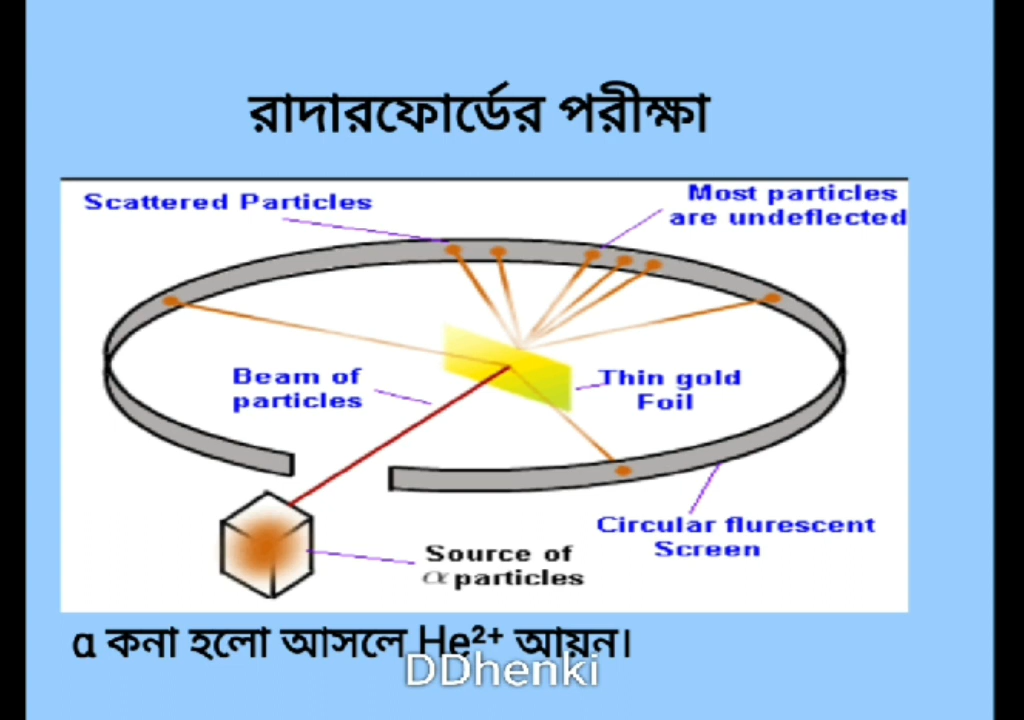 রাদারফোর্ডের পরীক্ষা
Scattered Particles
Most particles
are undeflected
Beam of
particles
Thin gold
Foil
Circular flurescent
Screen
Source of
α particles
α কনা হলো আসলে He²⁺ আয়ন।
DDhenki